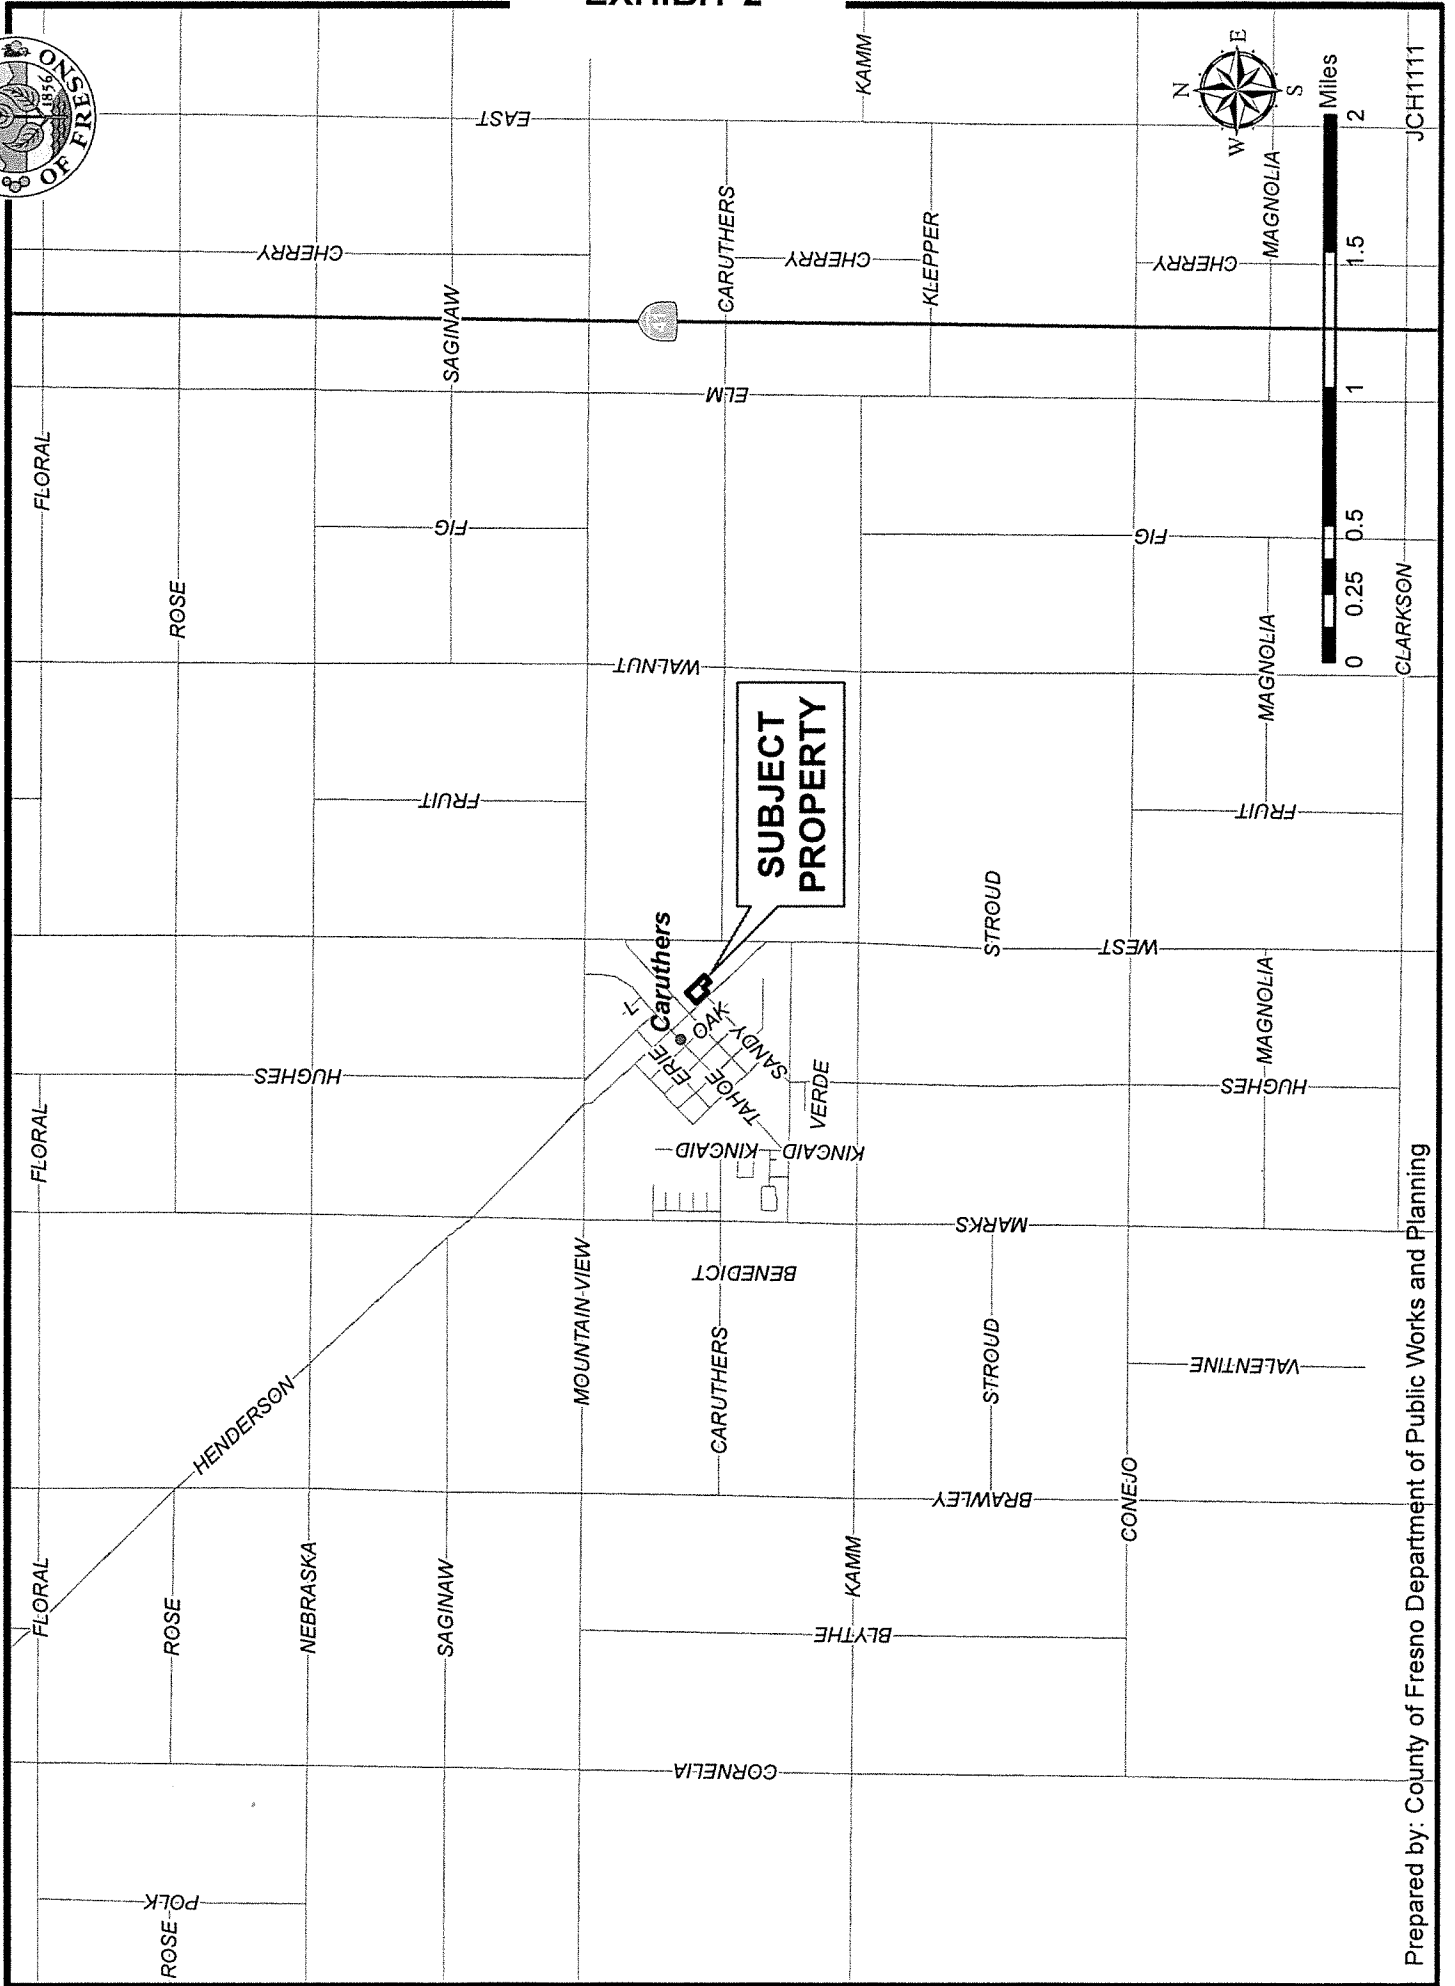 EXHIBIT 2
OF FRESNO
1856
FLORAL
FLORAL
FLORAL
ROSE
ROSE
ROSE
NEBRASKA
SAGINAW
SAGINAW
HENDERSON
MOUNTAIN VIEW
CARUTHERS
CARUTHERS
KAMM
KAMM
KLEPPER
STROUD
STROUD
CONEJO
MAGNOLIA
MAGNOLIA
MAGNOLIA
MAGNOLIA
CLARKSON
POLK
CORNELIA
BLYTHE
BRAWLEY
VALENTINE
BENEDICT
MARKS
KINCAID
KINCAID
VERDE
HUGHES
HUGHES
TAHOE
ERIE
SANDY
OAK
Caruthers
WEST
FRUIT
FRUIT
WALNUT
FIG
FIG
ELM
CHERRY
CHERRY
CHERRY
EAST
SUBJECT
PROPERTY
N
E
S
W
0 0.25 0.5 1 1.5 2
Miles
Prepared by: County of Fresno Department of Public Works and Planning
JCH1111